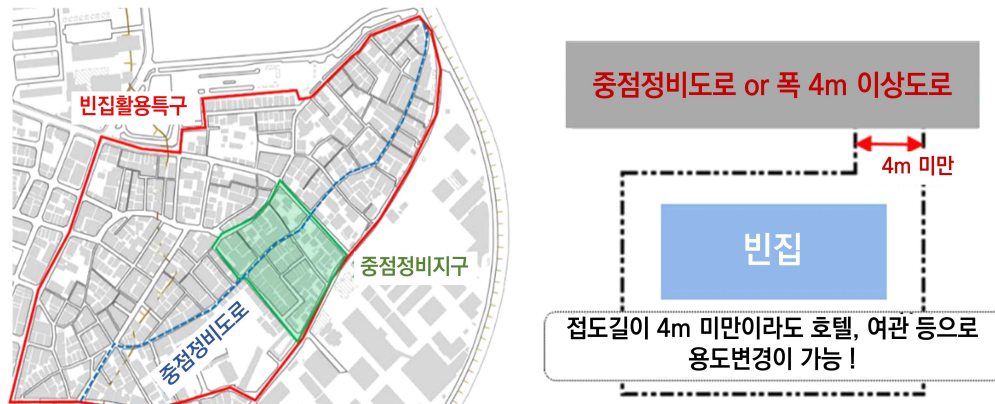 빈집활용특구
중점정비지구
중점정비도로
중점정비도로 or 폭 4m 이상도로
4m 미만
빈집
접도길이 4m 미만이라도 호텔, 여관 등으로
용도변경이 가능 !